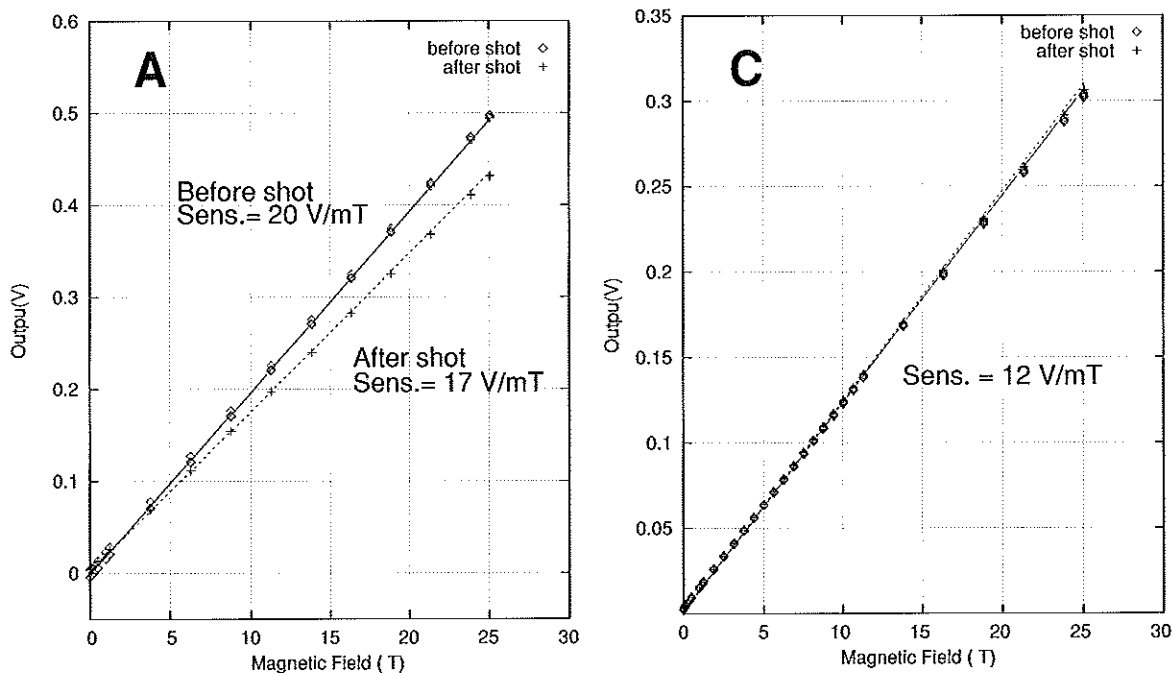 0.6
0.5
0.4
0.3
0.2
0.1
0
Outpu(V)
A
before shot
after shot
Before shot
Sens.= 20 V/mT
After shot
Sens.= 17 V/mT
0 5 10 15 20 25 30
Magnetic Field ( T)
0.35
0.3
0.25
0.2
0.15
0.1
0.05
Outpu(V)
C
before shot
after shot
Sens. = 12 V/mT
0 5 10 15 20 25 30
Magnetic Field ( T)